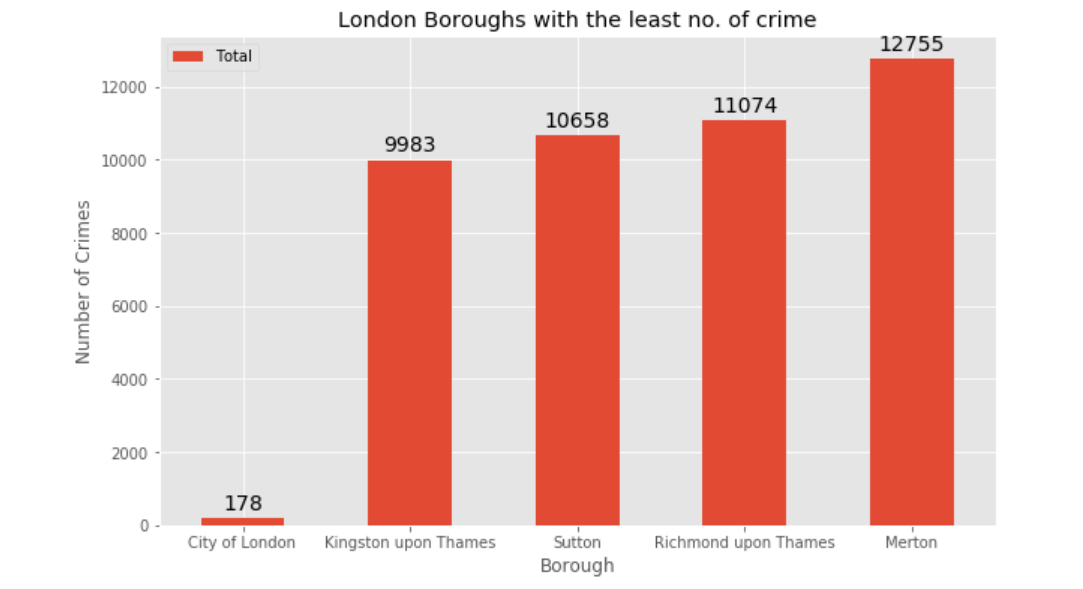 London Boroughs with the least no. of crime
Total
12755
11074
10658
9983
178
12000
10000
8000
6000
4000
2000
0
Number of Crimes
City of London Kingston upon Thames Sutton Richmond upon Thames Merton
Borough